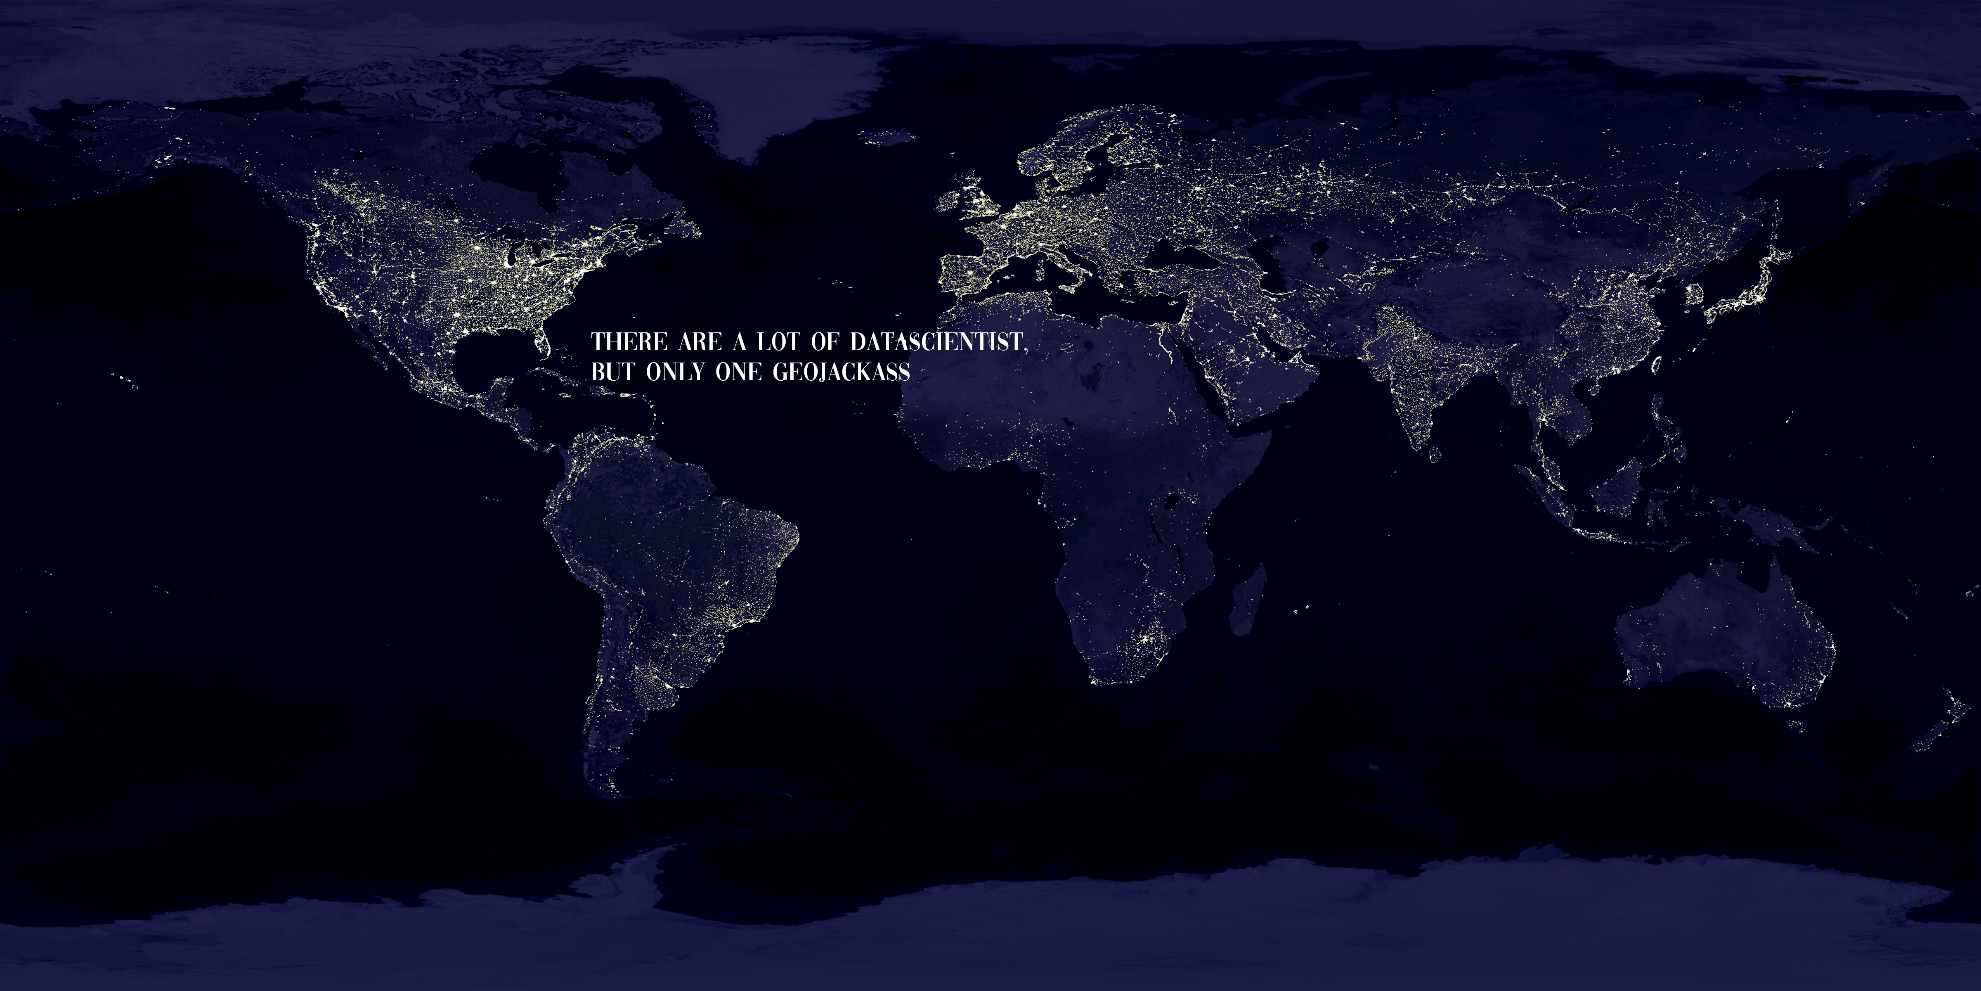 THERE ARE A LOT OF DATASCIENTIST,
BUT ONLY ONE GEOJACKASS